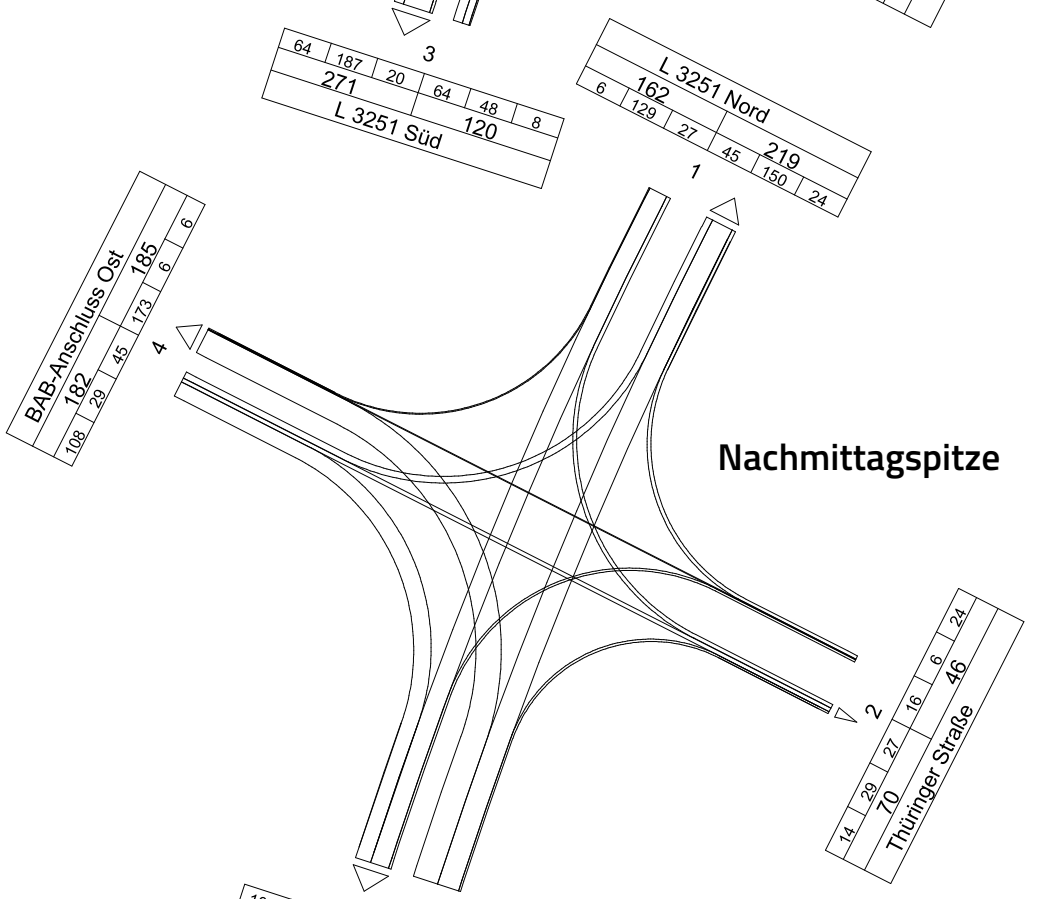 3
64 187 20 64 48 8
271 120
L 3251 Süd
L 3251 Nord
162 219
6 129 27 45 150 24
1
BAB-Anschluss Ost
182 185
108 29 45 173 6 6
4
Nachmittagspitze
2
14 29 27 16 6 24
70 46
Thüringer Straße